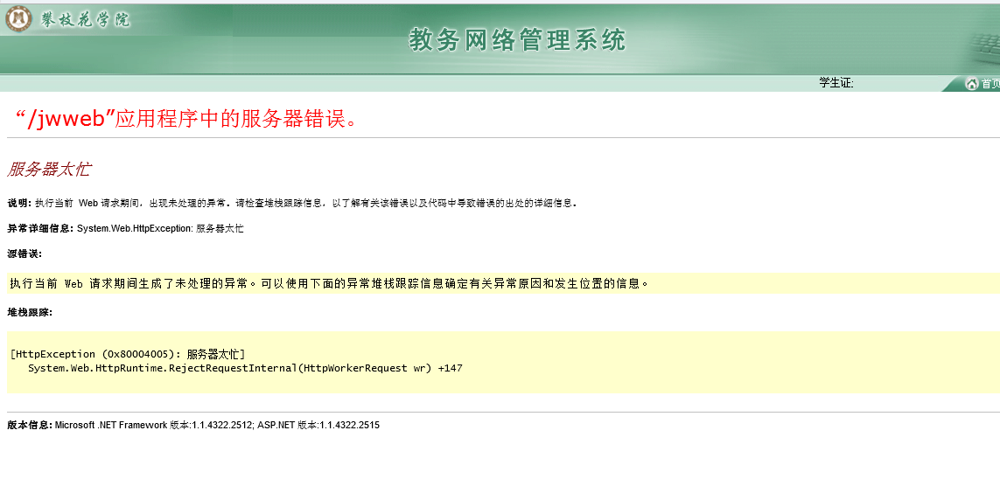 攀枝花学院
教务网络管理系统
学生证:
首页
“/jwweb”应用程序中的服务器错误。
服务器太忙
说明: 执行当前 Web 请求期间，出现未处理的异常。请检查堆栈跟踪信息，以了解有关该错误以及代码中导致错误的出处的详细信息。
异常详细信息: System.Web.HttpException: 服务器太忙
源错误:
执行当前 Web 请求期间生成了未处理的异常。可以使用下面的异常堆栈跟踪信息确定有关异常原因和发生位置的信息。
堆栈跟踪:
[HttpException (0x80004005): 服务器太忙]
System.Web.HttpRuntime.RejectRequestInternal(HttpWorkerRequest wr) +147
版本信息: Microsoft .NET Framework 版本:1.1.4322.2512; ASP.NET 版本:1.1.4322.2515